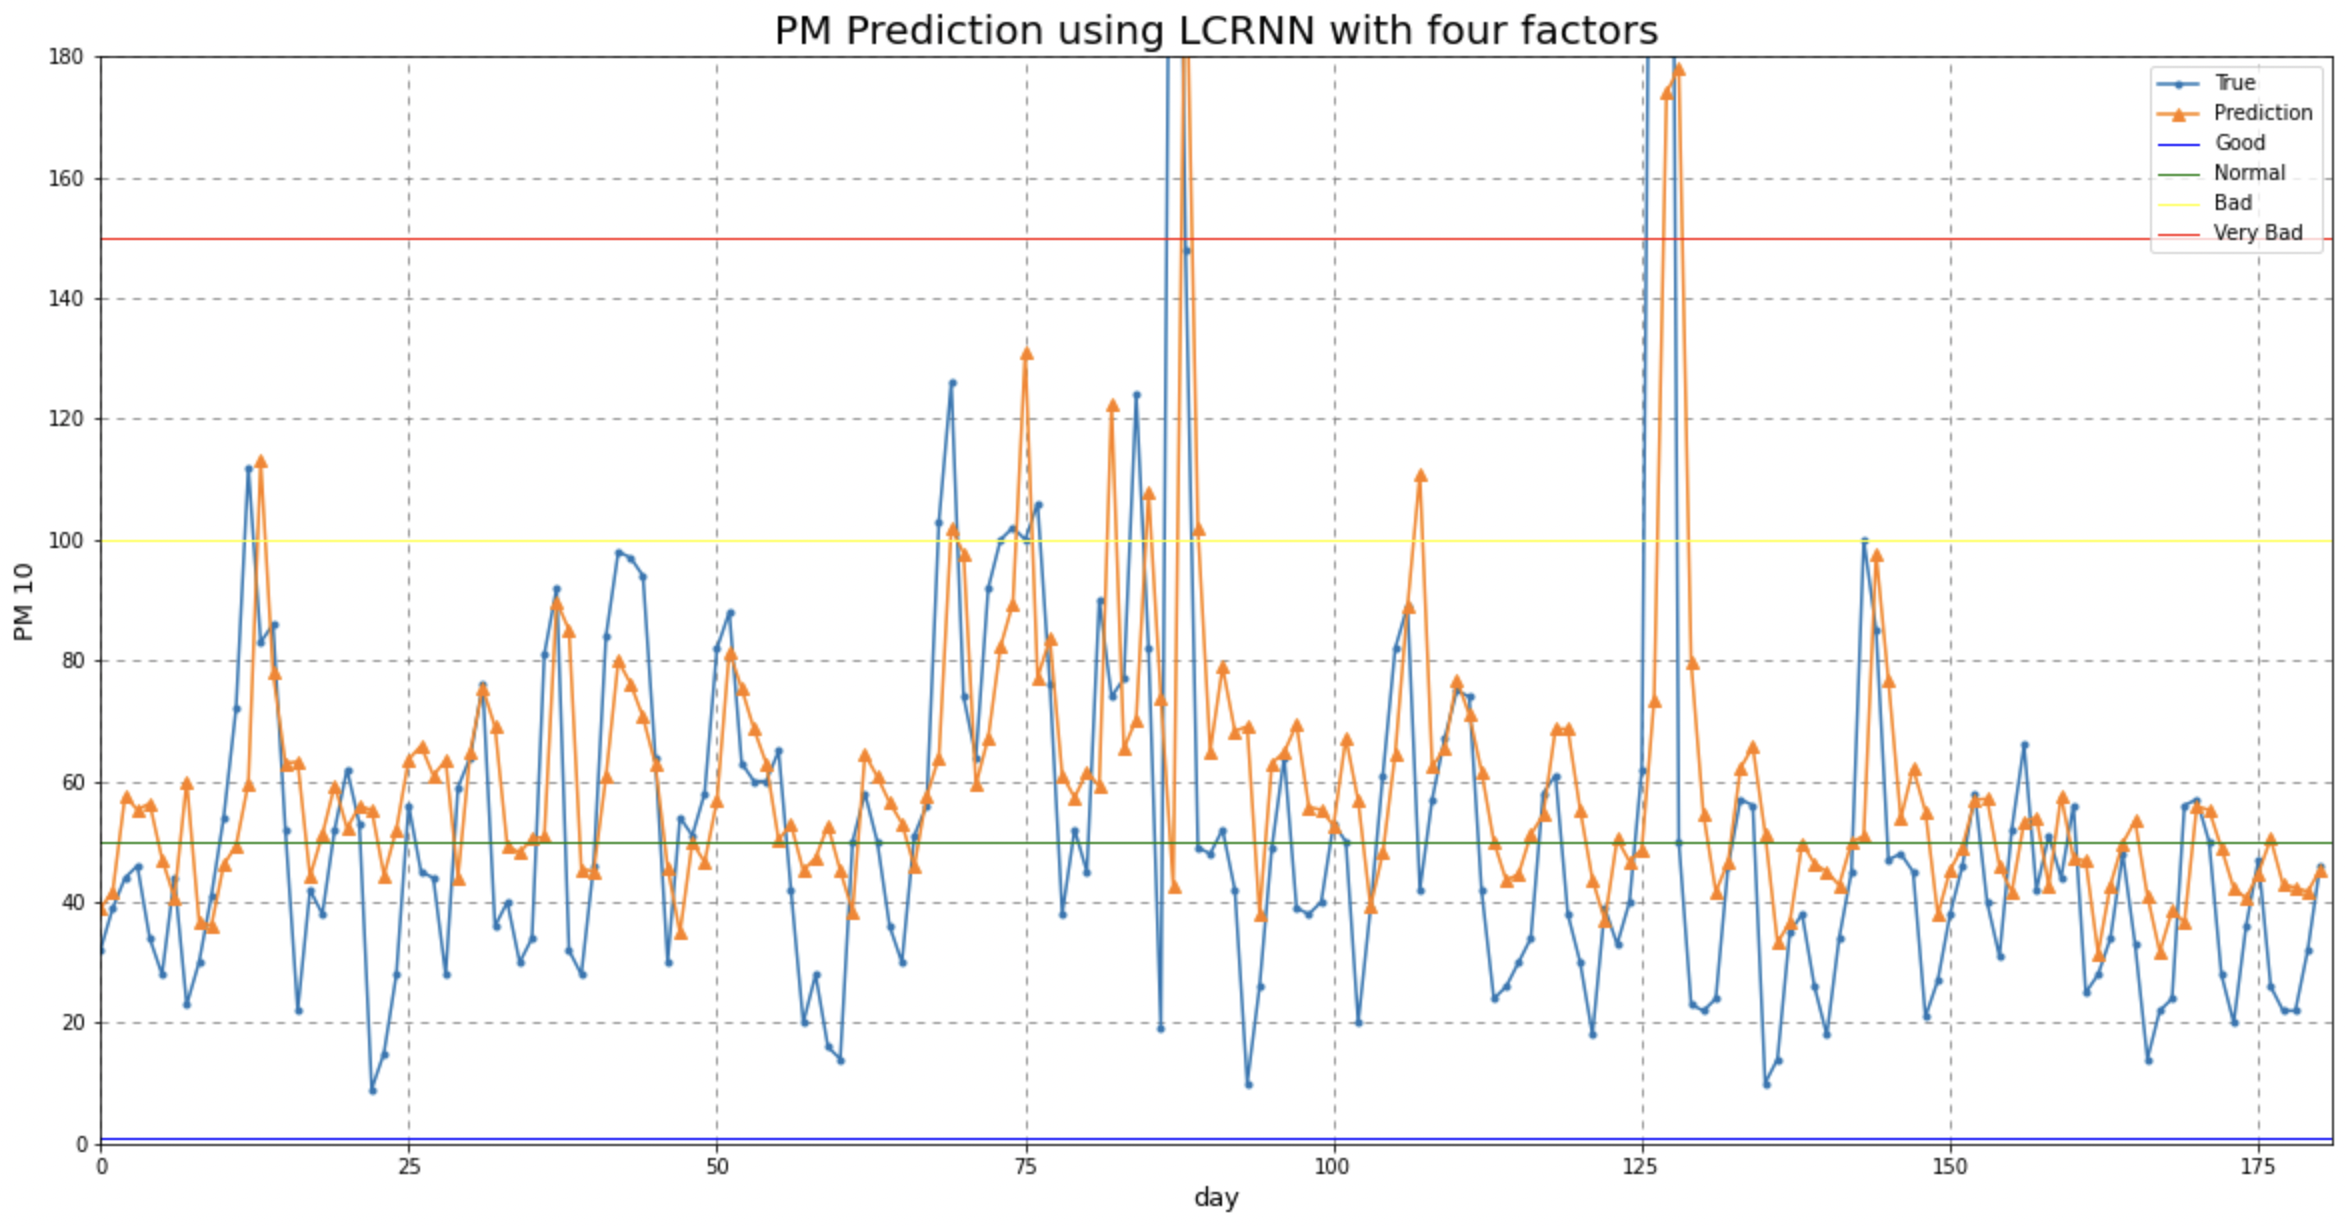 PM Prediction using LCRNN with four factors
180
160
140
120
100
80
60
40
20
0
PM 10
0 25 50 75 100 125 150 175
day
True
Prediction
Good
Normal
Bad
Very Bad